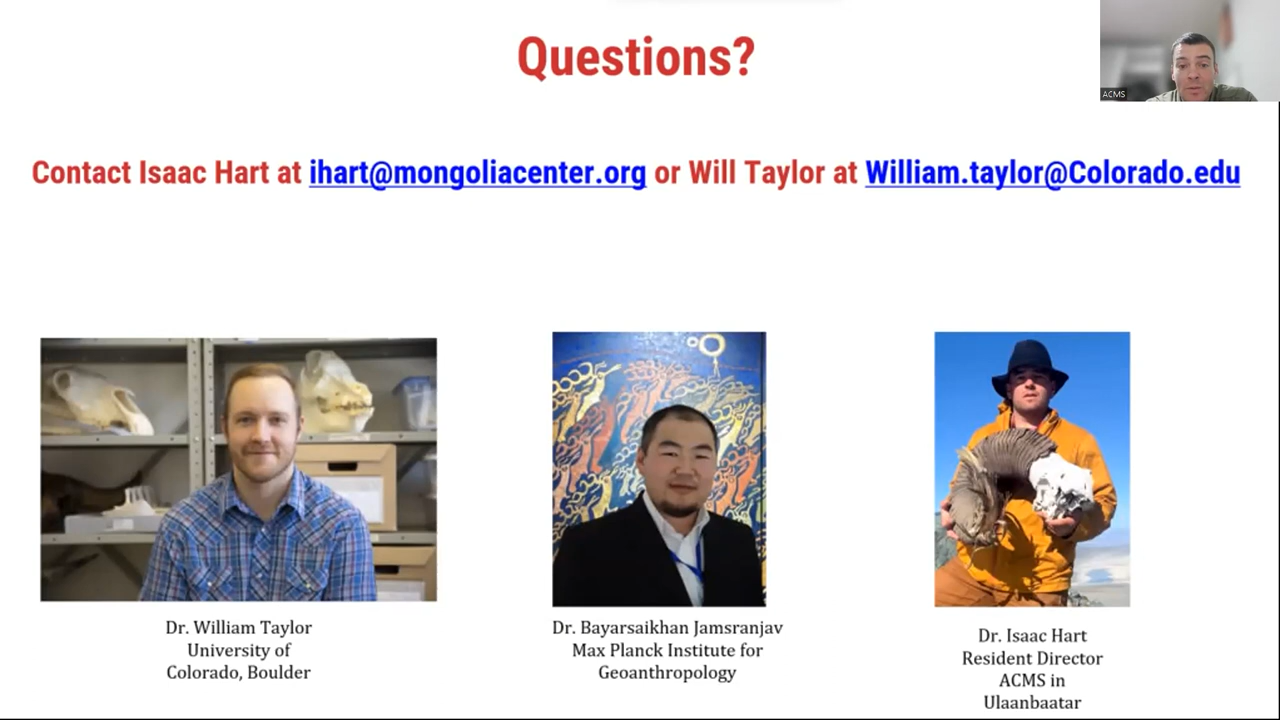 Questions?
ACMS
Contact Isaac Hart at ihart@mongoliacenter.org or Will Taylor at William.taylor@Colorado.edu
Dr. William Taylor
University of
Colorado, Boulder
Dr. Bayarsaikhan Jamsranjav
Max Planck Institute for
Geoanthropology
Dr. Isaac Hart
Resident Director
ACMS in
Ulaanbaatar